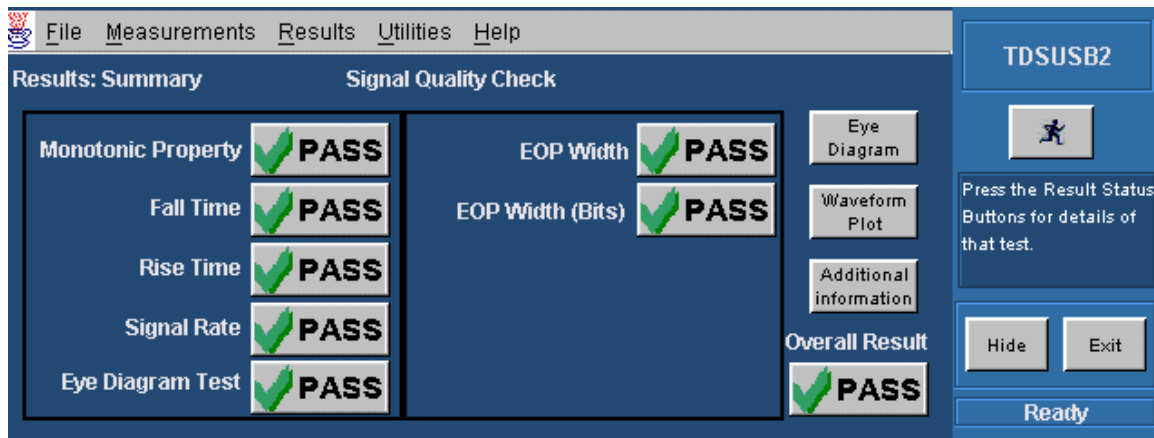 File Measurements Results Utilities Help
TDSUSB2
Results: Summary Signal Quality Check
Monotonic Property PASS
Fall Time PASS
Rise Time PASS
Signal Rate PASS
Eye Diagram Test PASS
EOP Width PASS
EOP Width (Bits) PASS
Eye
Diagram
Waveform
Plot
Additional
information
Overall Result
PASS
Press the Result Status
Buttons for details of
that test.
Hide Exit
Ready